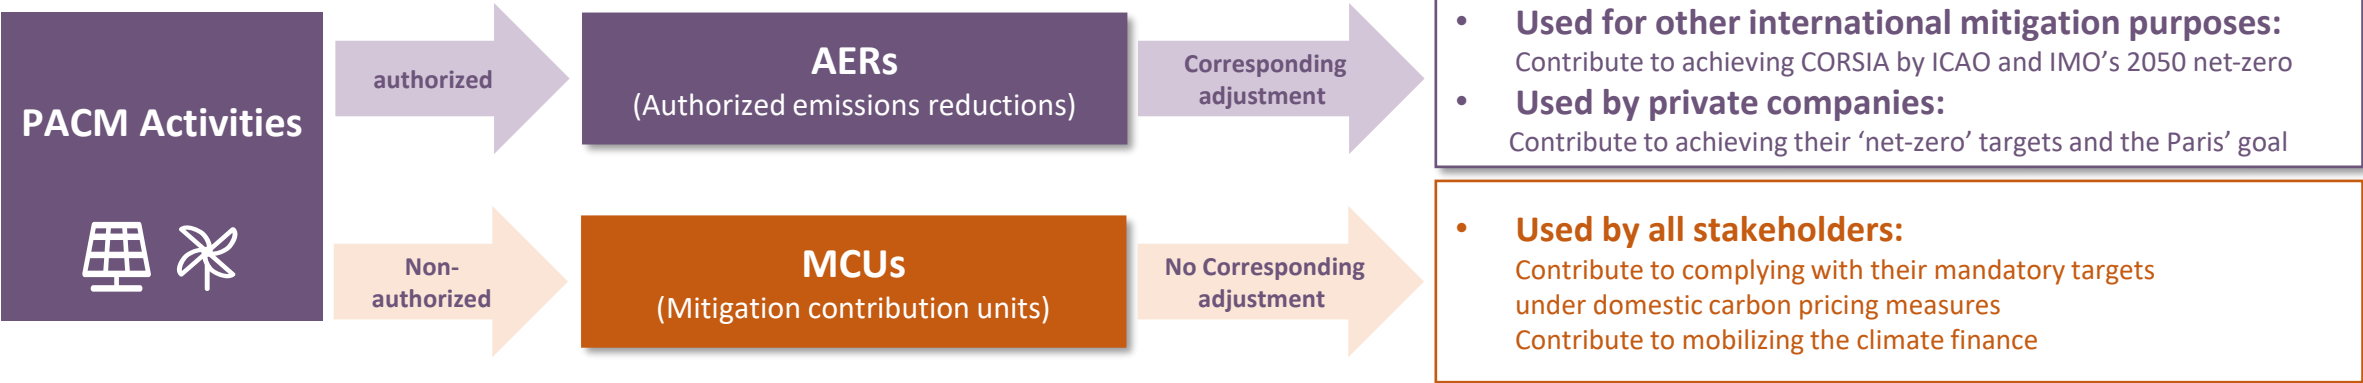 PACM Activities
authorized
AERs
(Authorized emissions reductions)
Corresponding
adjustment
• Used for other international mitigation purposes:
Contribute to achieving CORSIA by ICAO and IMO’s 2050 net-zero
• Used by private companies:
Contribute to achieving their ‘net-zero’ targets and the Paris’ goal
Non-
authorized
MCUs
(Mitigation contribution units)
No Corresponding
adjustment
• Used by all stakeholders:
Contribute to complying with their mandatory targets
under domestic carbon pricing measures
Contribute to mobilizing the climate finance